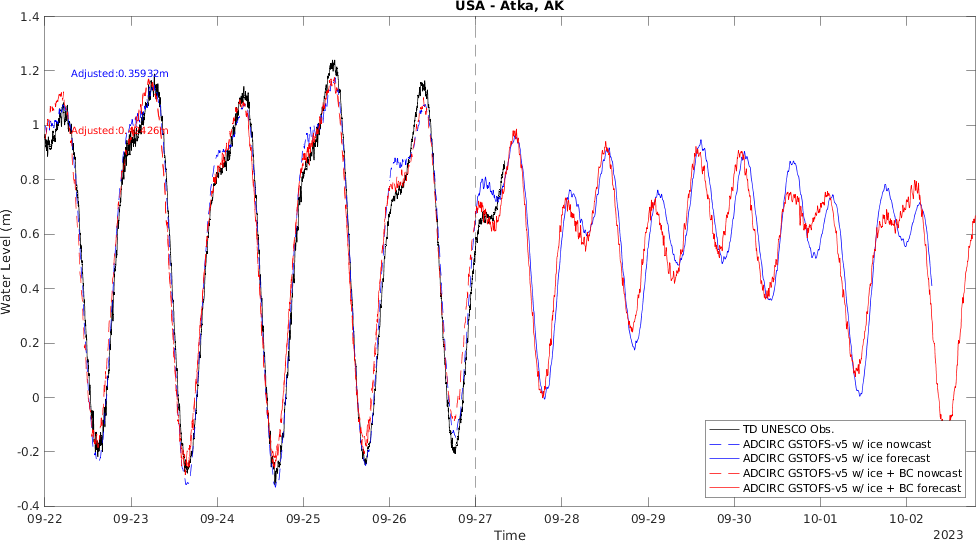 USA - Atka, AK
Water Level (m)
1.4
1.2
1
0.8
0.6
0.4
0.2
0
-0.2
-0.4
Adjusted:0.35932m
09-22
09-23
09-24
09-25
09-26
09-27
09-28
09-29
09-30
10-01
10-02
Time
2023
TD UNESCO Obs.
ADCIRC GSTOFS-v5 w/ ice nowcast
ADCIRC GSTOFS-v5 w/ ice forecast
ADCIRC GSTOFS-v5 w/ ice + BC nowcast
ADCIRC GSTOFS-v5 w/ ice + BC forecast